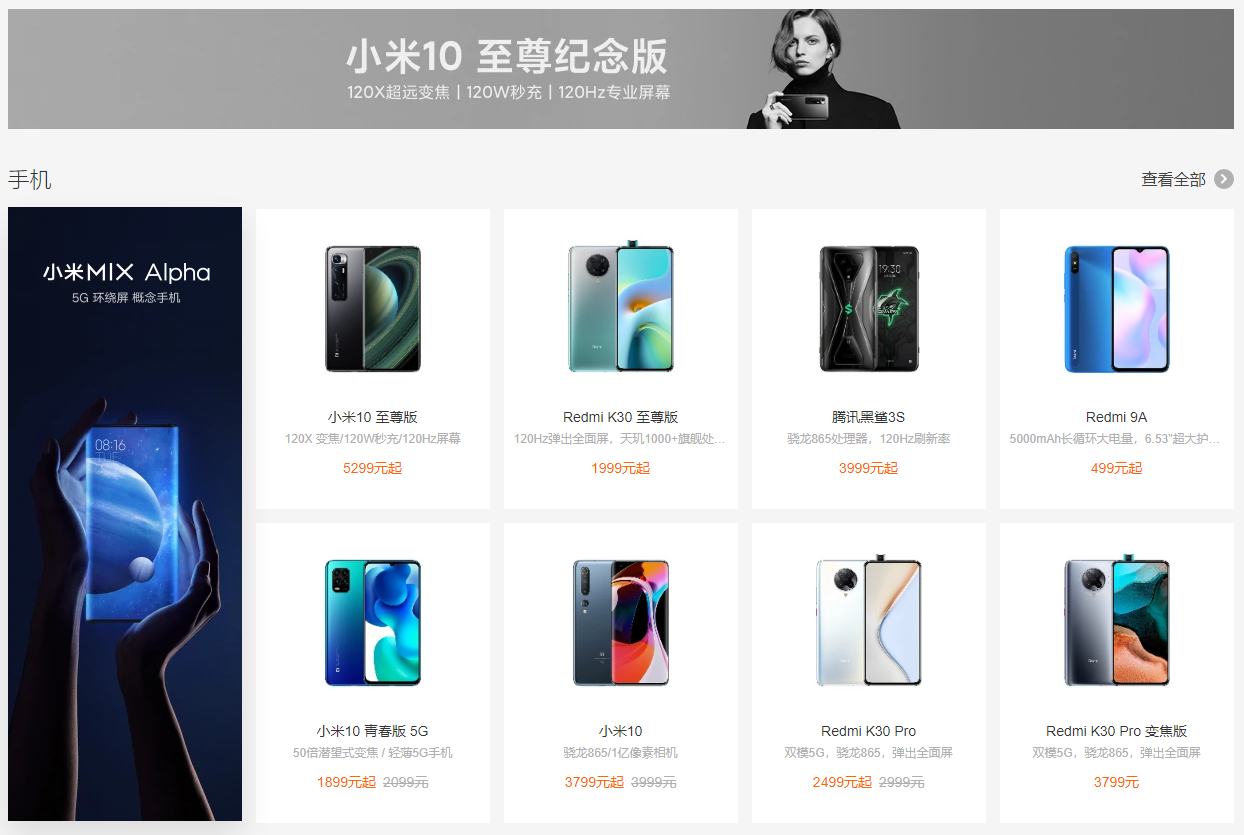 小米10 至尊纪念版
120X超远变焦 | 120W秒充 | 120Hz专业屏幕
手机
查看全部
小米MIX Alpha
5G 环绕屏 概念手机
08:16
TUE
小米10 至尊版
120X 变焦/120W秒充/120Hz屏幕
5299元起
Redmi K30 至尊版
120Hz弹出全面屏，天玑1000+旗舰处...
1999元起
19:30
腾讯黑鲨3S
骁龙865处理器，120Hz刷新率
3999元起
Redmi 9A
5000mAh长循环大电量，6.53"超大护...
499元起
小米10 青春版 5G
50倍潜望式变焦 / 轻薄5G手机
1899元起 2099元
小米10
骁龙865/1亿像素相机
3799元起 3999元
Redmi K30 Pro
双模5G，骁龙865，弹出全面屏
2499元起 2999元
Redmi K30 Pro 变焦版
双模5G，骁龙865，弹出全面屏
3799元